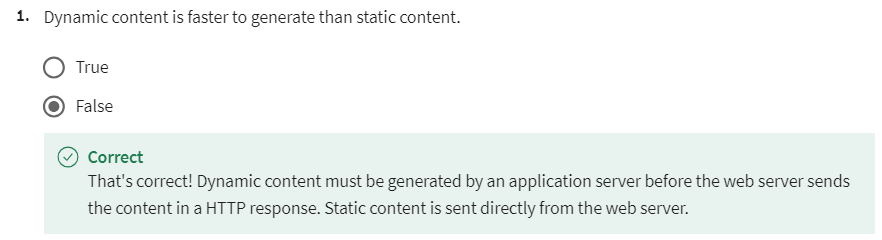 1. Dynamic content is faster to generate than static content.
True
False
Correct
That's correct! Dynamic content must be generated by an application server before the web server sends
the content in a HTTP response. Static content is sent directly from the web server.